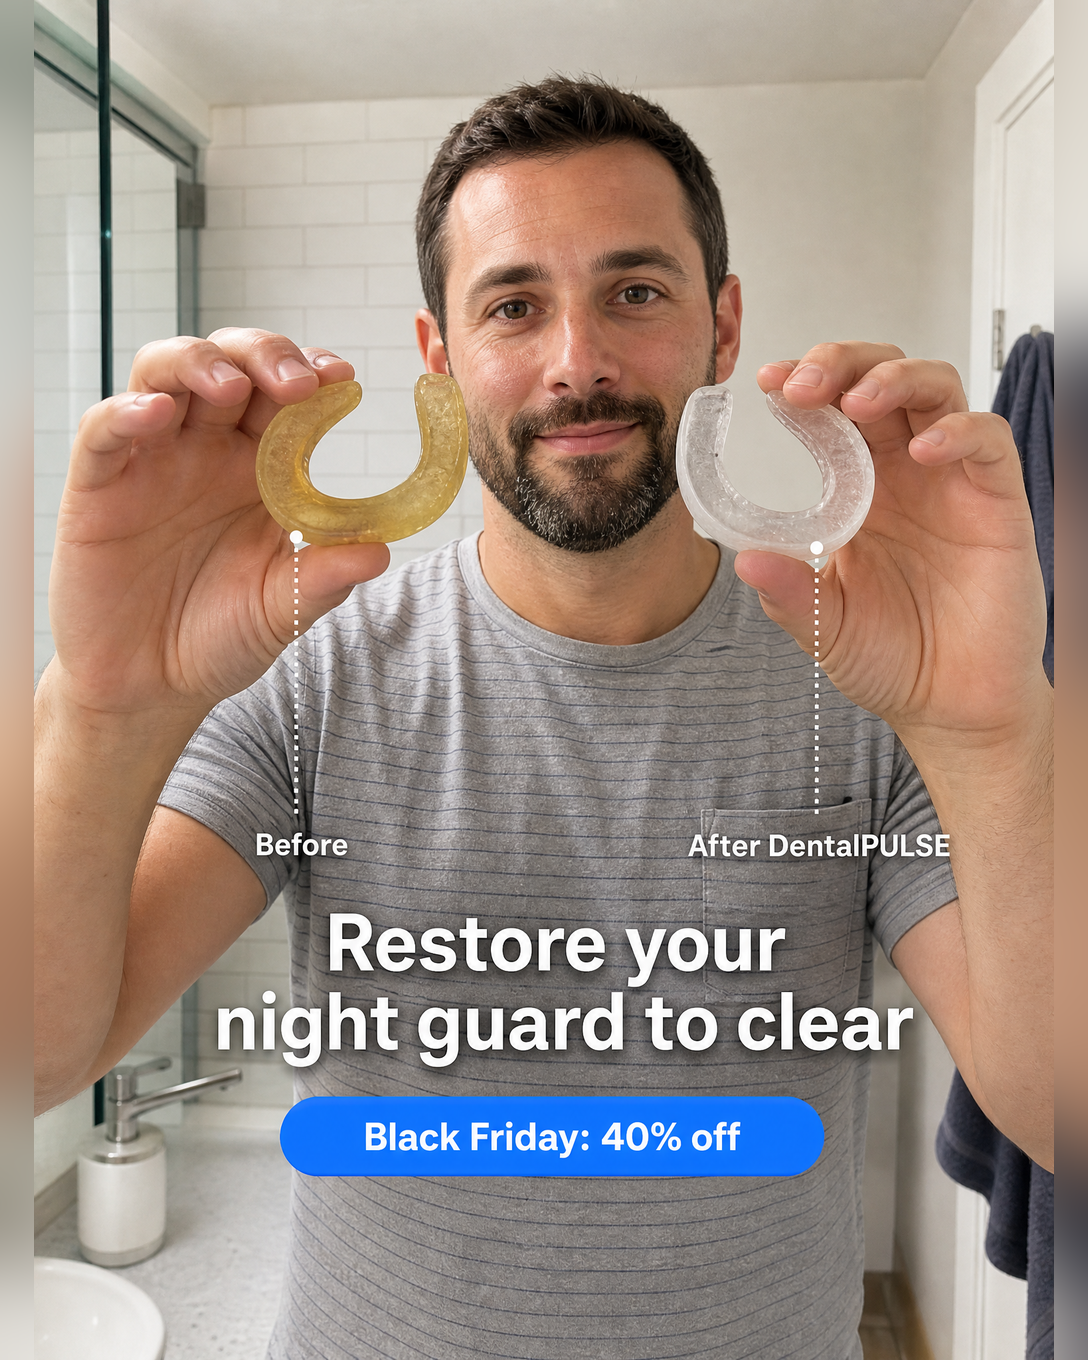 Before
After DentalPULSE
Restore your
night guard to clear
Black Friday: 40% off